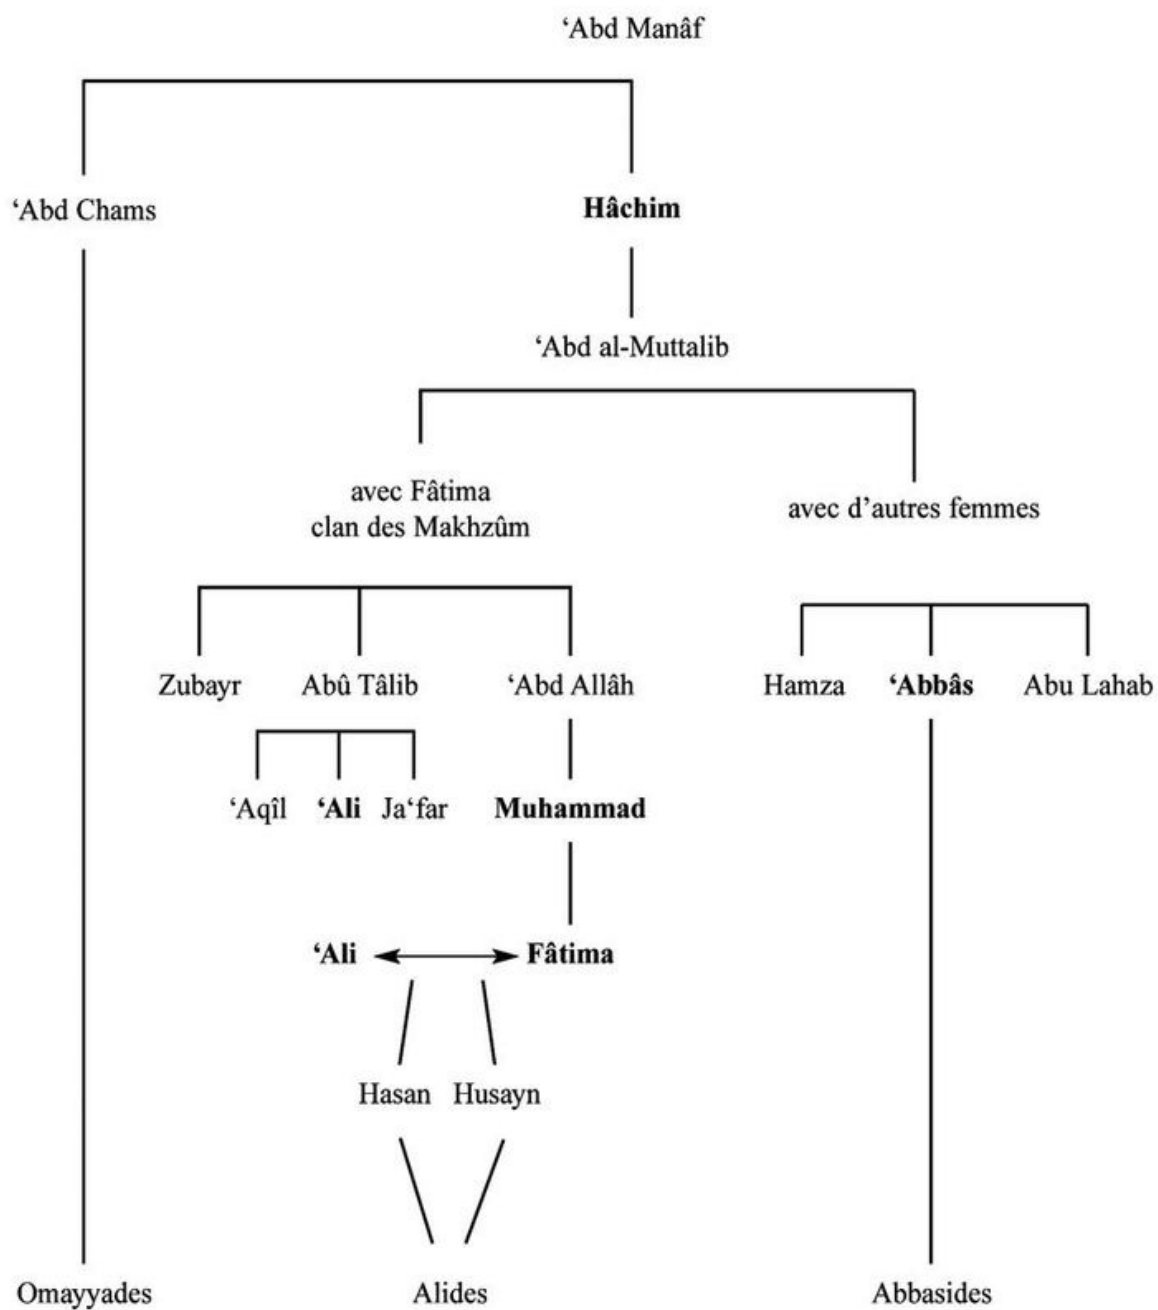 ‘Abd Manâf
‘Abd Chams
Hâchim
‘Abd al-Muttalib
avec Fâtima
clan des Makhzûm
avec d’autres femmes
Zubayr
Abû Tâlib
‘Abd Allâh
Hamza
‘Abbâs
Abu Lahab
‘Aqîl
‘Ali
Ja‘far
Muhammad
‘Ali
Fâtima
Hasan
Husayn
Omayyades
Alides
Abbasides